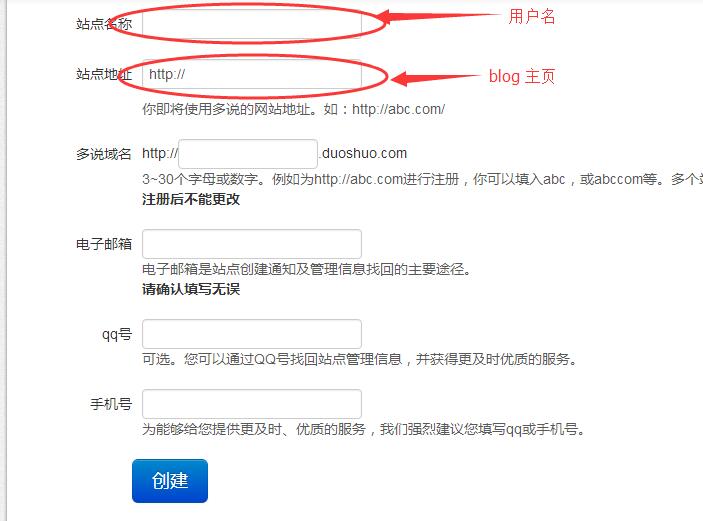 站点名称 用户名
站点地址 http:// blog 主页
你即将使用多说的网站地址。如：http://abc.com/
多说域名 http:// .duoshuo.com
3~30个字母或数字。例如为http://abc.com进行注册，你可以填入abc，或abccom等。多个
注册后不能更改
电子邮箱
电子邮箱是站点创建通知及管理信息找回的主要途径。
请确认填写无误
qq号
可选。您可以通过QQ号找回站点管理信息，并获得更及时优质的服务。
手机号
为能够给您提供更及时、优质的服务，我们强烈建议您填写qq或手机号。
创建